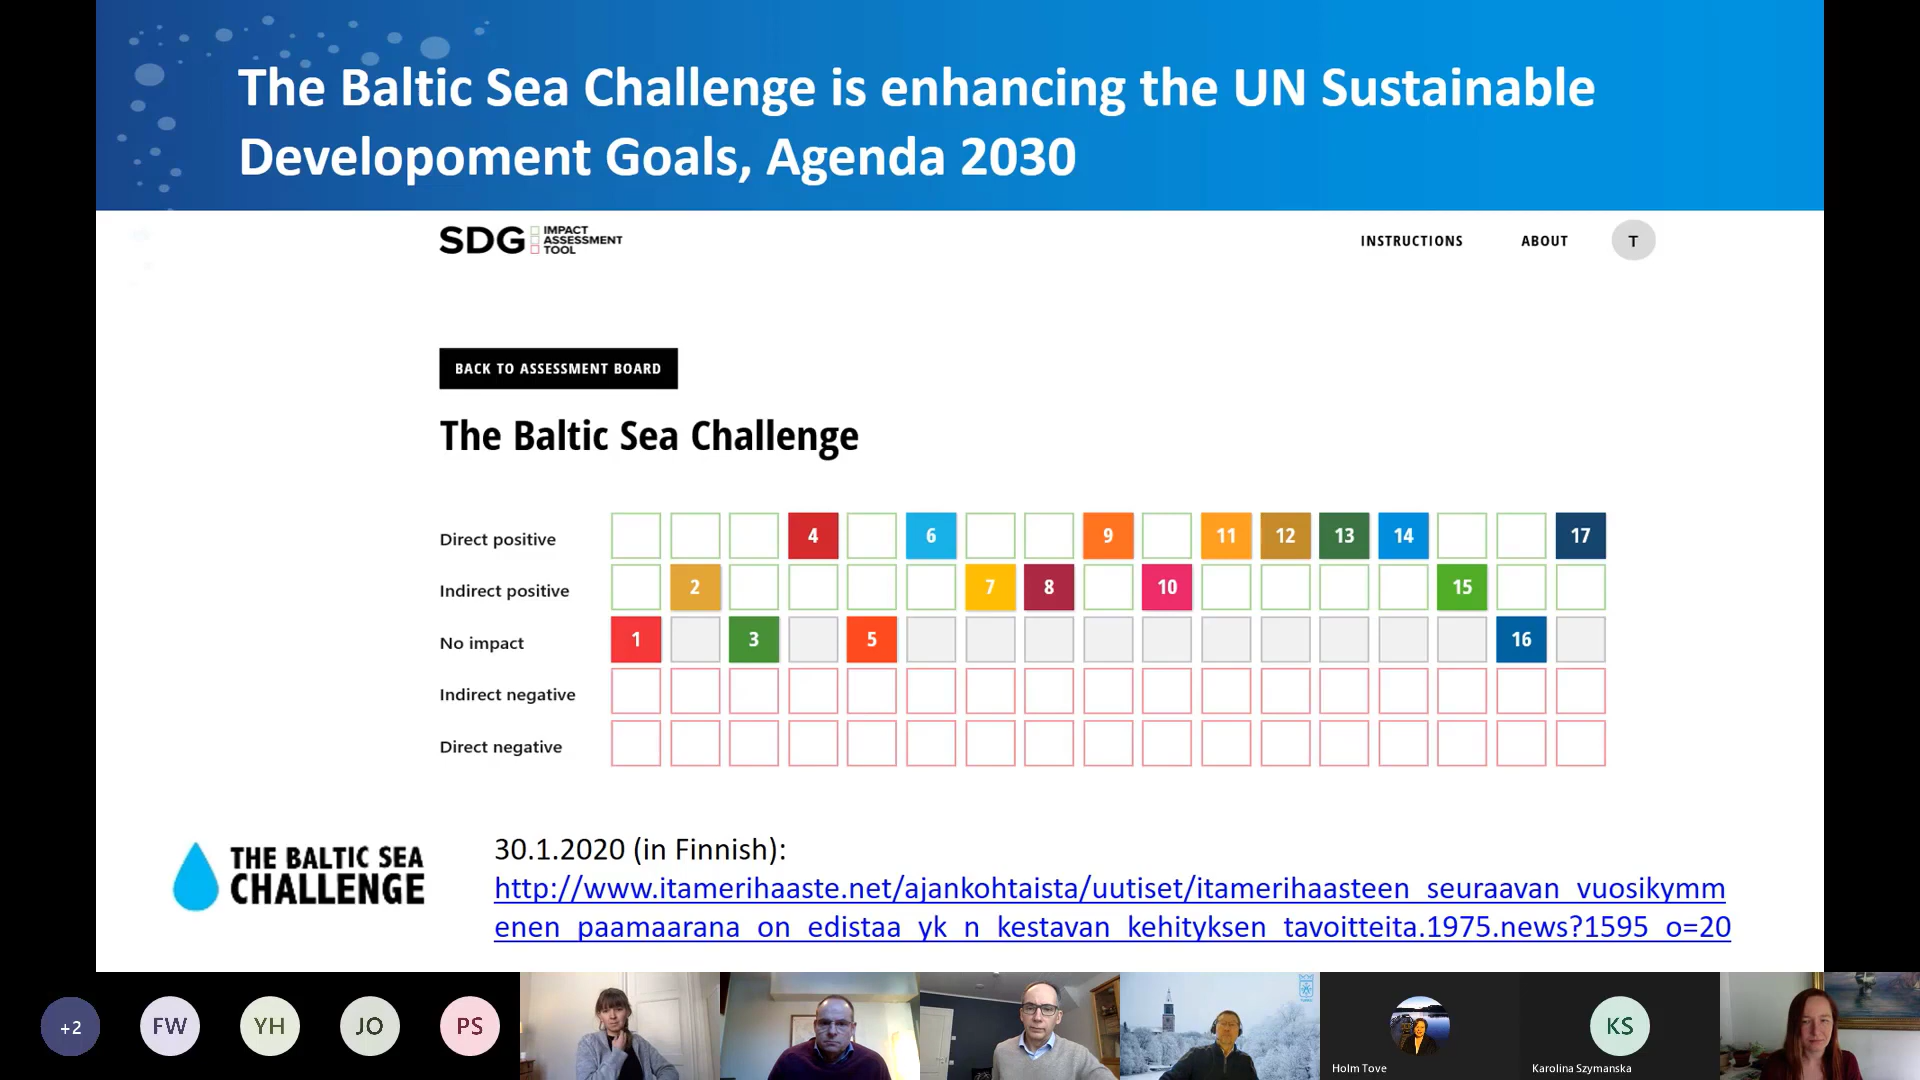 The Baltic Sea Challenge is enhancing the UN Sustainable
Developoment Goals, Agenda 2030
SDG IMPACT
ASSESSMENT
TOOL
INSTRUCTIONS
ABOUT
T
BACK TO ASSESSMENT BOARD
The Baltic Sea Challenge
Direct positive 4 6 9 11 12 13 14 17
Indirect positive 2 7 8 10 15
No impact 1 3 5 16
Indirect negative
Direct negative
THE BALTIC SEA
CHALLENGE
30.1.2020 (in Finnish):
http://www.itamerihaaste.net/ajankohtaista/uutiset/itamerihaasteen_seuraavan_vuosikymm
enen_paamaarana_on_edistaa_yk_n_kestavan_kehityksen_tavoitteita.1975.news?1595_o=20
+2
FW
YH
JO
PS
Holm Tove
KS
Karolina Szymanska